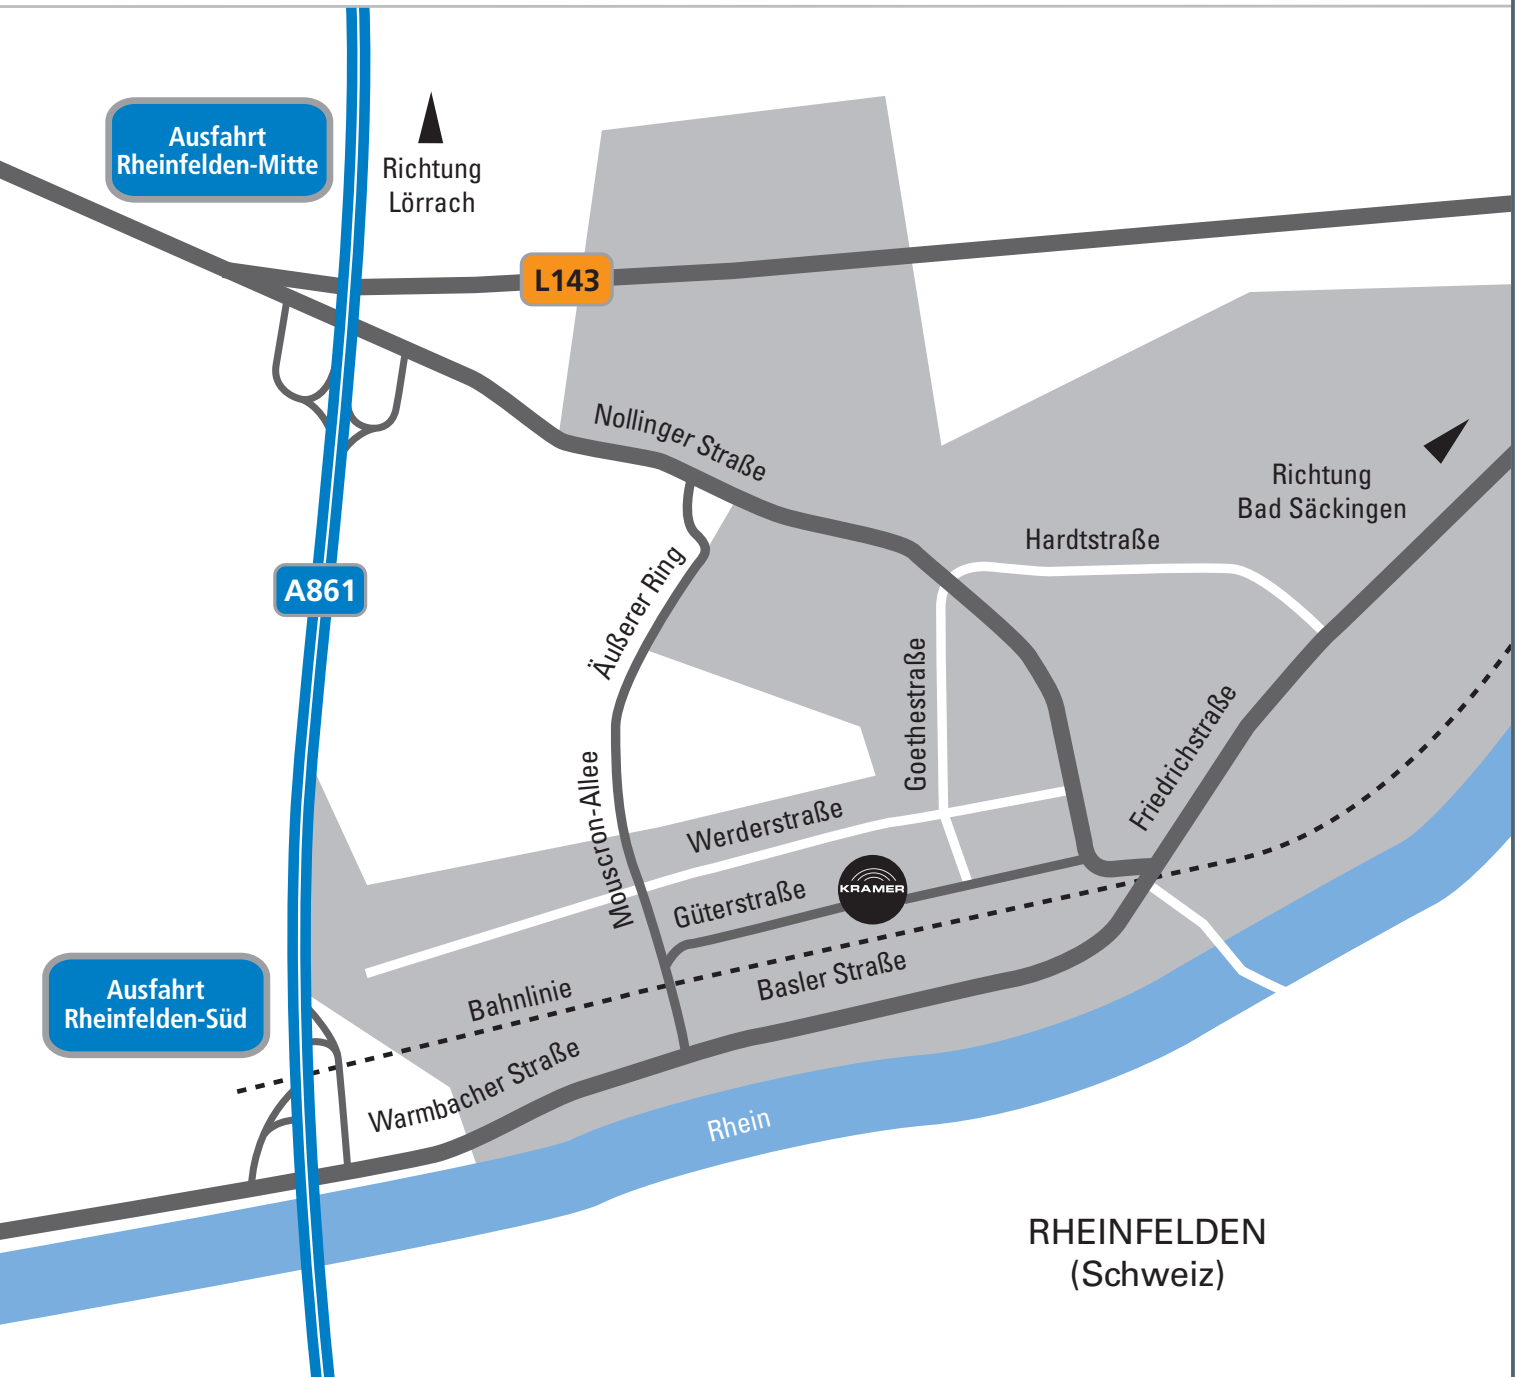 Ausfahrt
Rheinfelden-Mitte
Richtung
Lörrach
L143
Nollinger Straße
Richtung
Bad Säckingen
Hardtstraße
Äußerer Ring
A861
Goethestraße
Friedrichstraße
Mouscron-Allee
Werderstraße
KRAMER
Güterstraße
Basler Straße
Bahnlinie
Ausfahrt
Rheinfelden-Süd
Warmbacher Straße
Rhein
RHEINFELDEN
(Schweiz)